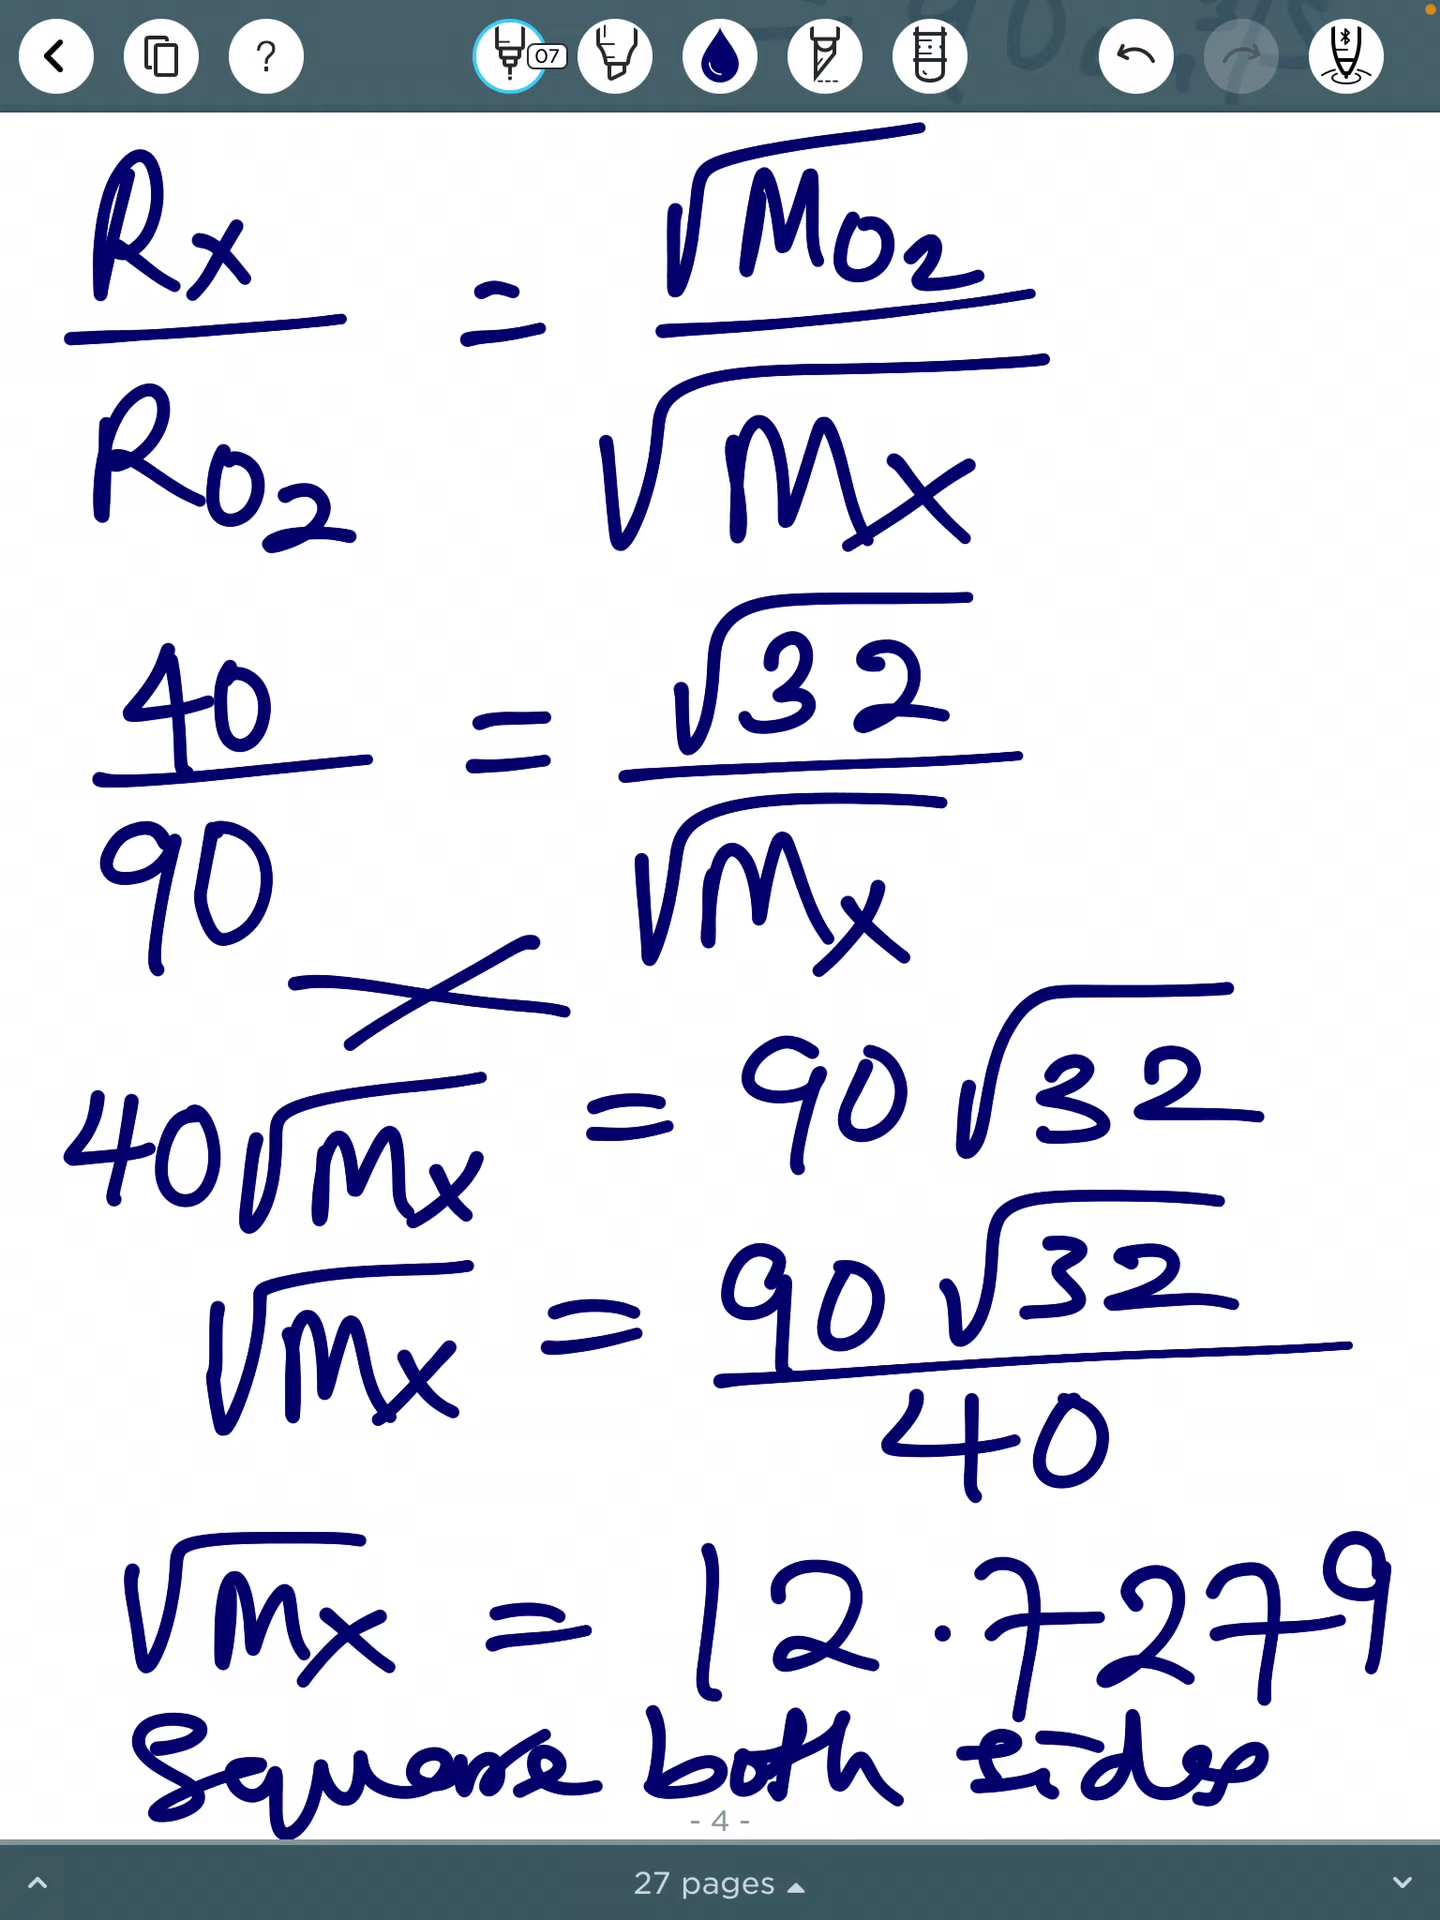 ? 07
Rx / RO₂ = √MO₂ / √Mx
40 / 90 = √32 / √Mx
40√Mx = 90√32
√Mx = 90√32 / 40
√Mx = 12.7279
Square both sides
- 4 -
27 pages